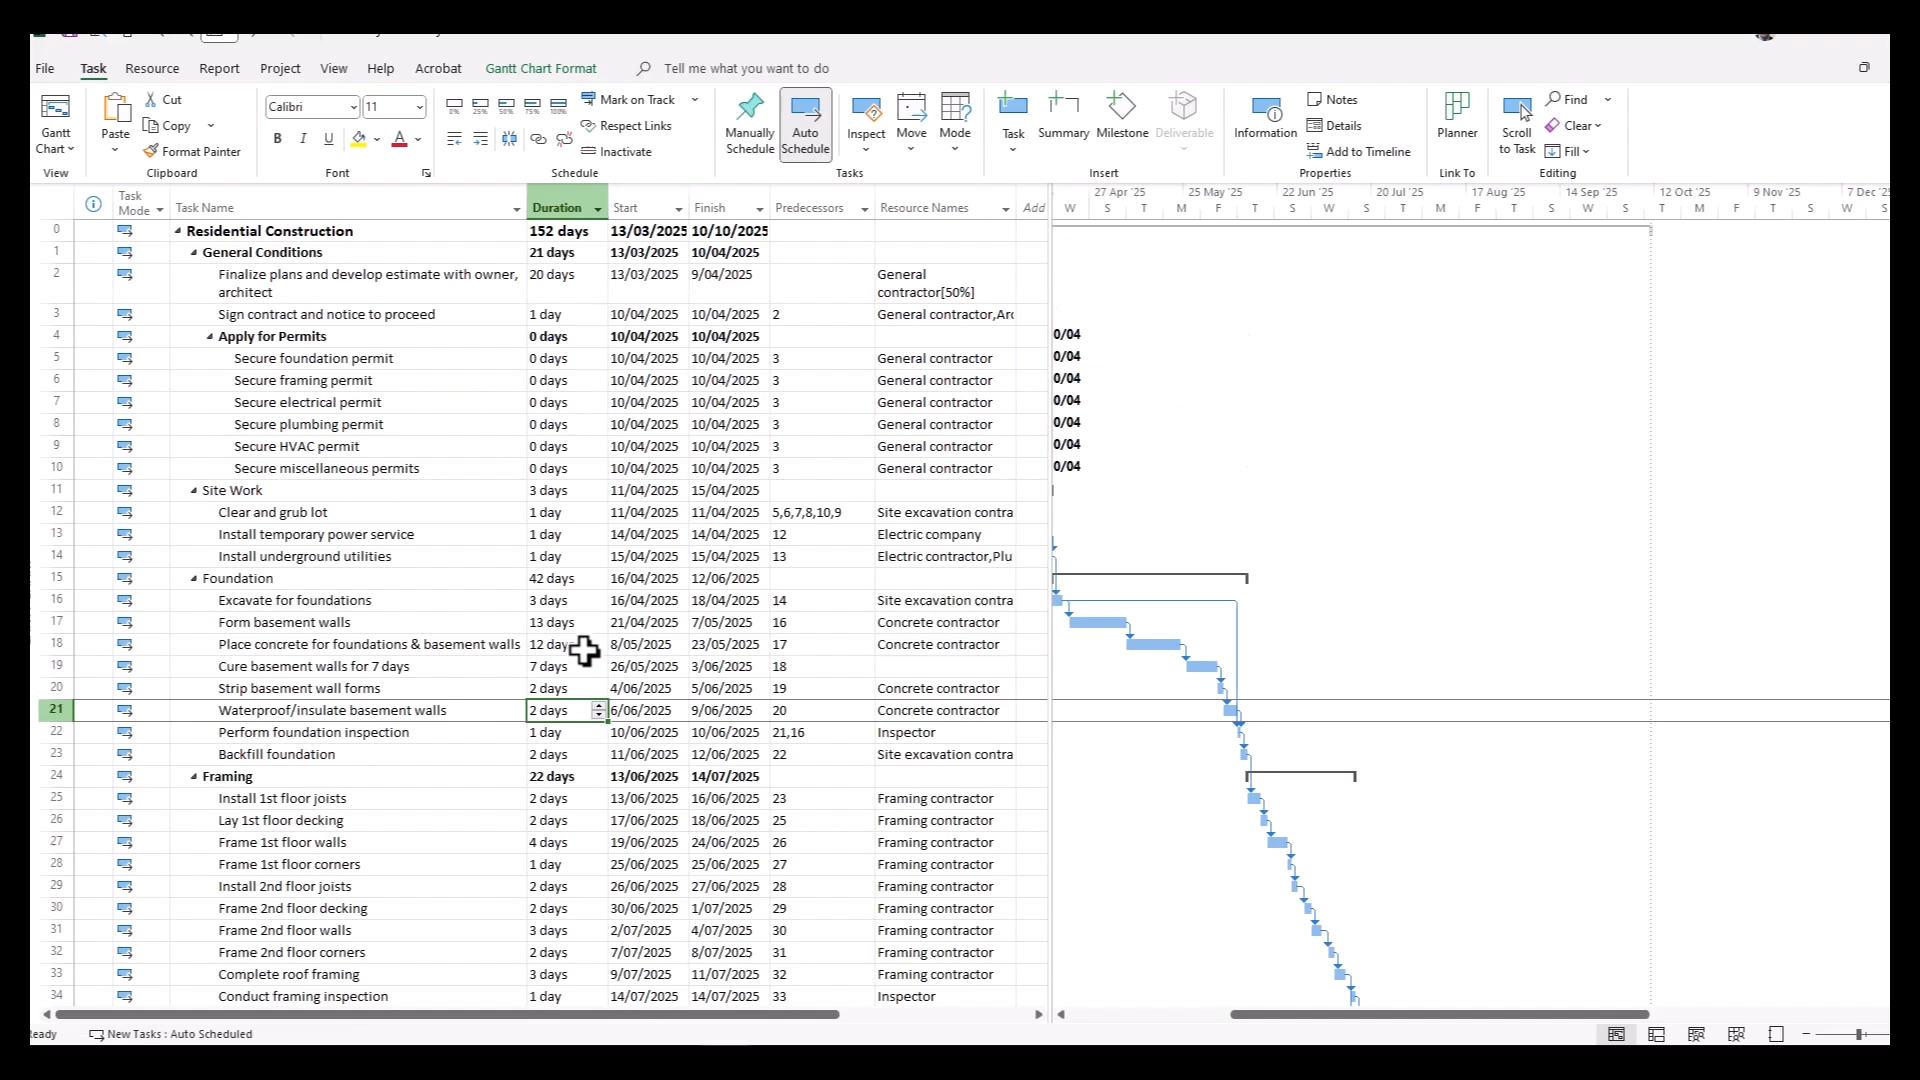 File Task Resource Report Project View Help Acrobat Gantt Chart Format Tell me what you want to do
Gantt Chart
View
Paste
Cut
Copy
Format Painter
Clipboard
Calibri 11
B I U A
Font
0% 25% 50% 75% 100%
Mark on Track
Respect Links
Inactivate
Schedule
Manually Schedule
Auto Schedule
Inspect
Move
Mode
Tasks
Task
Summary
Milestone
Deliverable
Insert
Information
Notes
Details
Add to Timeline
Properties
Planner
Link To
Scroll to Task
Find
Clear
Fill
Editing
Task Mode Task Name Duration Start Finish Predecessors Resource Names Add
27 Apr '25 25 May '25 22 Jun '25 20 Jul '25 17 Aug '25 14 Sep '25 12 Oct '25 9 Nov '25 7 Dec '25
W S T M F T S W S T M F T S W S T M F T S W S
0 Residential Construction 152 days 13/03/2025 10/10/2025
1 General Conditions 21 days 13/03/2025 10/04/2025
2 Finalize plans and develop estimate with owner, architect 20 days 13/03/2025 9/04/2025 General contractor[50%]
3 Sign contract and notice to proceed 1 day 10/04/2025 10/04/2025 2 General contractor,Arc
4 Apply for Permits 0 days 10/04/2025 10/04/2025 0/04
5 Secure foundation permit 0 days 10/04/2025 10/04/2025 3 General contractor 0/04
6 Secure framing permit 0 days 10/04/2025 10/04/2025 3 General contractor 0/04
7 Secure electrical permit 0 days 10/04/2025 10/04/2025 3 General contractor 0/04
8 Secure plumbing permit 0 days 10/04/2025 10/04/2025 3 General contractor 0/04
9 Secure HVAC permit 0 days 10/04/2025 10/04/2025 3 General contractor 0/04
10 Secure miscellaneous permits 0 days 10/04/2025 10/04/2025 3 General contractor 0/04
11 Site Work 3 days 11/04/2025 15/04/2025
12 Clear and grub lot 1 day 11/04/2025 11/04/2025 5,6,7,8,10,9 Site excavation contra
13 Install temporary power service 1 day 14/04/2025 14/04/2025 12 Electric company
14 Install underground utilities 1 day 15/04/2025 15/04/2025 13 Electric contractor,Plu
15 Foundation 42 days 16/04/2025 12/06/2025
16 Excavate for foundations 3 days 16/04/2025 18/04/2025 14 Site excavation contra
17 Form basement walls 13 days 21/04/2025 7/05/2025 16 Concrete contractor
18 Place concrete for foundations & basement walls 12 day 8/05/2025 23/05/2025 17 Concrete contractor
19 Cure basement walls for 7 days 7 days 26/05/2025 3/06/2025 18
20 Strip basement wall forms 2 days 4/06/2025 5/06/2025 19 Concrete contractor
21 Waterproof/insulate basement walls 2 days 6/06/2025 9/06/2025 20 Concrete contractor
22 Perform foundation inspection 1 day 10/06/2025 10/06/2025 21,16 Inspector
23 Backfill foundation 2 days 11/06/2025 12/06/2025 22 Site excavation contra
24 Framing 22 days 13/06/2025 14/07/2025
25 Install 1st floor joists 2 days 13/06/2025 16/06/2025 23 Framing contractor
26 Lay 1st floor decking 2 days 17/06/2025 18/06/2025 25 Framing contractor
27 Frame 1st floor walls 4 days 19/06/2025 24/06/2025 26 Framing contractor
28 Frame 1st floor corners 1 day 25/06/2025 25/06/2025 27 Framing contractor
29 Install 2nd floor joists 2 days 26/06/2025 27/06/2025 28 Framing contractor
30 Frame 2nd floor decking 2 days 30/06/2025 1/07/2025 29 Framing contractor
31 Frame 2nd floor walls 3 days 2/07/2025 4/07/2025 30 Framing contractor
32 Frame 2nd floor corners 2 days 7/07/2025 8/07/2025 31 Framing contractor
33 Complete roof framing 3 days 9/07/2025 11/07/2025 32 Framing contractor
34 Conduct framing inspection 1 day 14/07/2025 14/07/2025 33 Inspector
eady New Tasks : Auto Scheduled